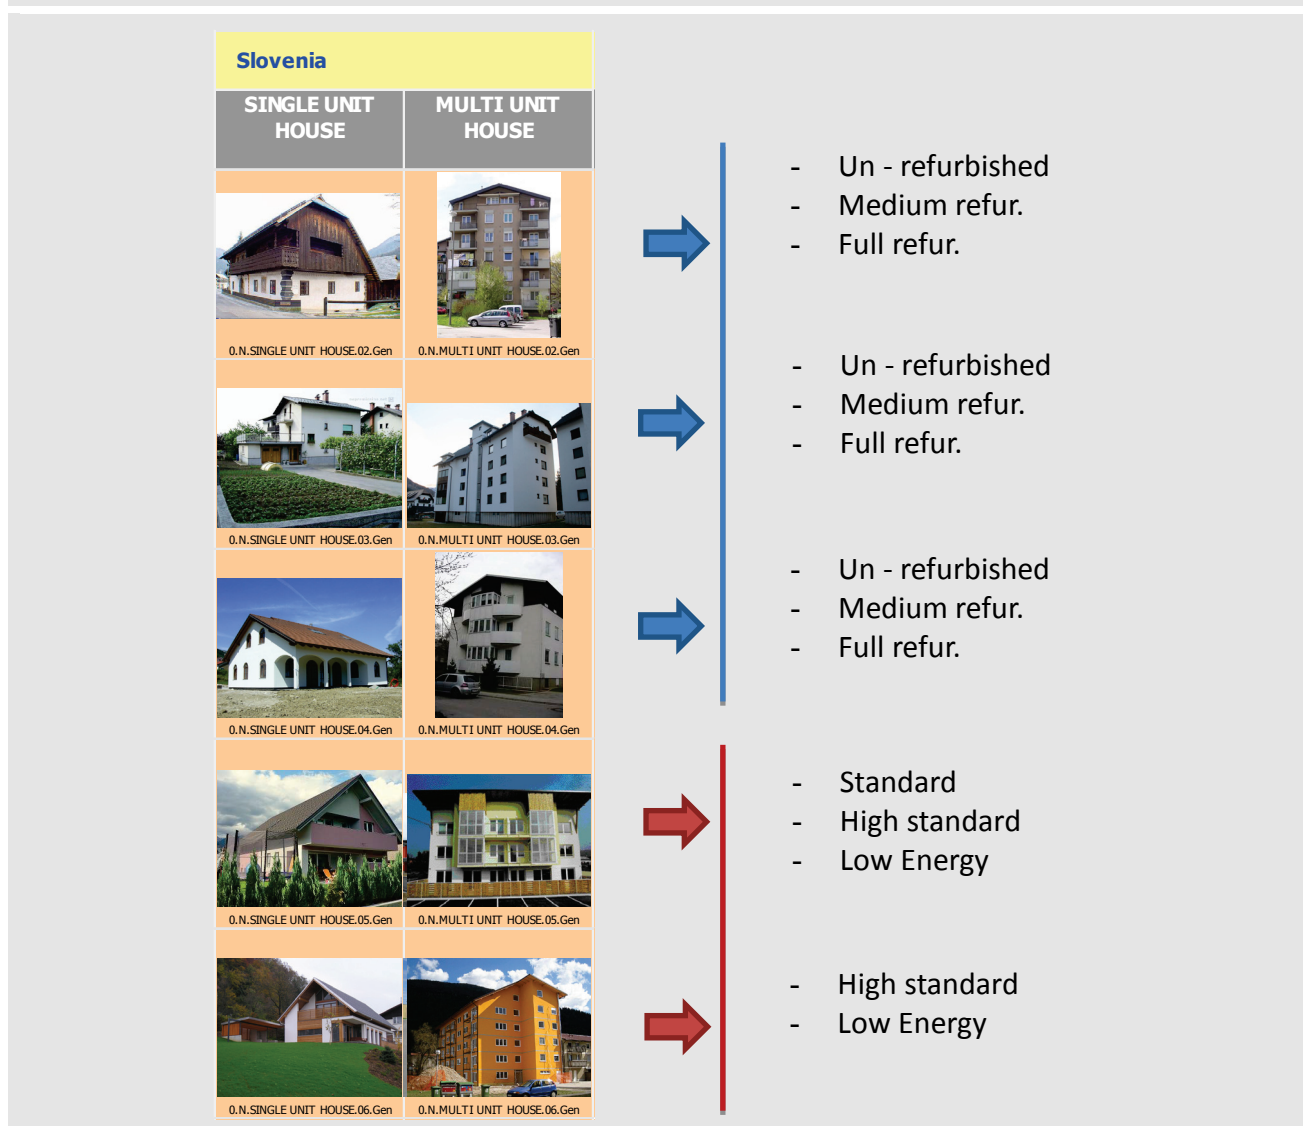 Slovenia
SINGLE UNIT
HOUSE
MULTI UNIT
HOUSE
0.N.SINGLE UNIT HOUSE.02.Gen
0.N.MULTI UNIT HOUSE.02.Gen
- Un - refurbished
- Medium refur.
- Full refur.
0.N.SINGLE UNIT HOUSE.03.Gen
0.N.MULTI UNIT HOUSE.03.Gen
- Un - refurbished
- Medium refur.
- Full refur.
0.N.SINGLE UNIT HOUSE.04.Gen
0.N.MULTI UNIT HOUSE.04.Gen
- Un - refurbished
- Medium refur.
- Full refur.
0.N.SINGLE UNIT HOUSE.05.Gen
0.N.MULTI UNIT HOUSE.05.Gen
- Standard
- High standard
- Low Energy
0.N.SINGLE UNIT HOUSE.06.Gen
0.N.MULTI UNIT HOUSE.06.Gen
- High standard
- Low Energy